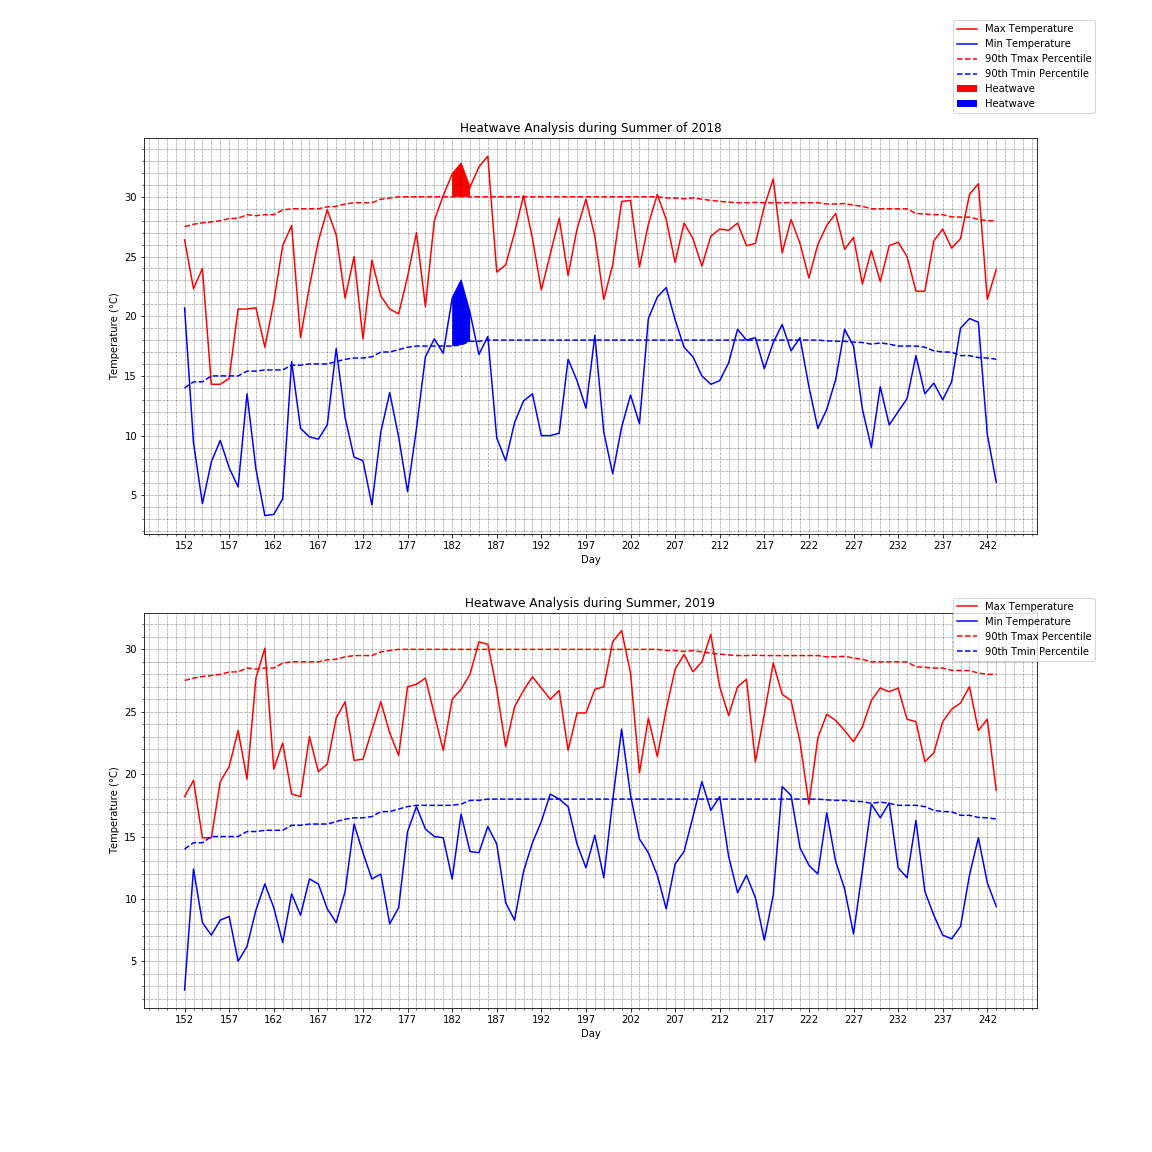 Max Temperature
Min Temperature
90th Tmax Percentile
90th Tmin Percentile
Heatwave
Heatwave
Heatwave Analysis during Summer of 2018
30
25
20
15
10
5
Temperature (°C)
152 157 162 167 172 177 182 187 192 197 202 207 212 217 222 227 232 237 242
Day
Heatwave Analysis during Summer, 2019
Max Temperature
Min Temperature
90th Tmax Percentile
90th Tmin Percentile
30
25
20
15
10
5
Temperature (°C)
152 157 162 167 172 177 182 187 192 197 202 207 212 217 222 227 232 237 242
Day